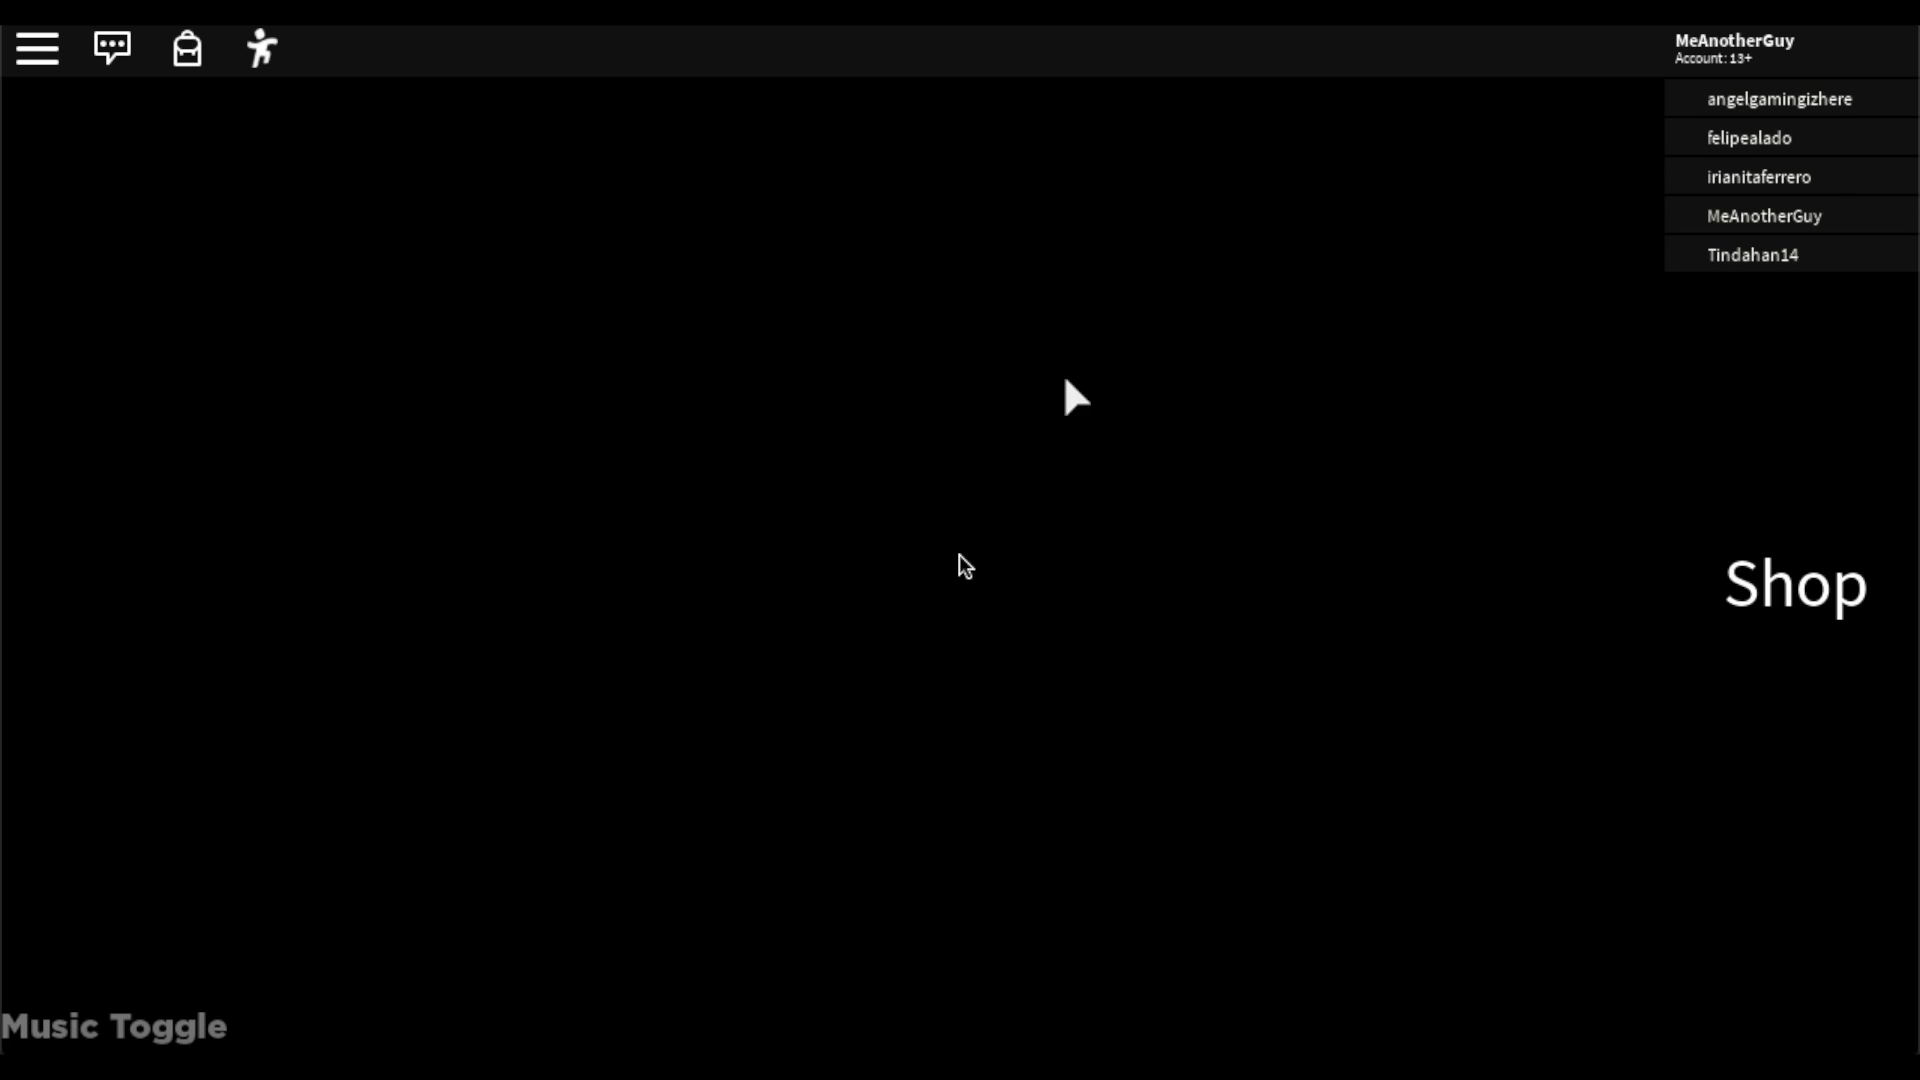 MeAnotherGuy
Account: 13+
angelgamingizhere
felipealado
irianitaferrero
MeAnotherGuy
Tindahan14
Shop
Music Toggle